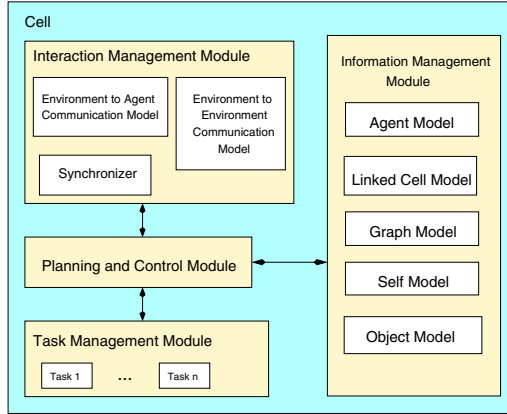 Cell
Interaction Management Module
Environment to Agent
Communication Model
Environment to
Environment
Communication
Model
Synchronizer
Planning and Control Module
Task Management Module
Task 1
...
Task n
Information Management
Module
Agent Model
Linked Cell Model
Graph Model
Self Model
Object Model